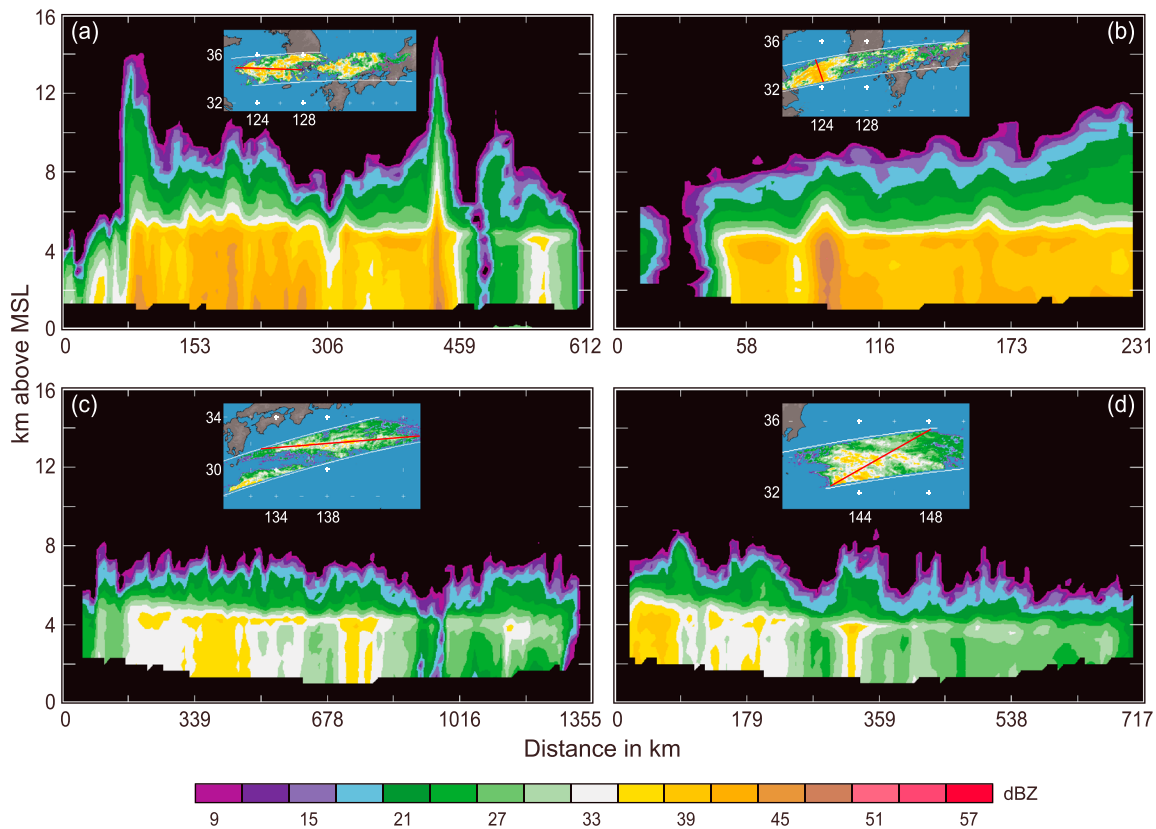 16 (a) (b)
36 36
32 32
124 128 124 128
12
8
4
0
0 153 306 459 612 0 58 116 173 231
km above MSL
16 (c) (d)
34 36
30 32
134 138 144 148
12
8
4
0
0 339 678 1016 1355 0 179 359 538 717
Distance in km
dBZ
9 15 21 27 33 39 45 51 57